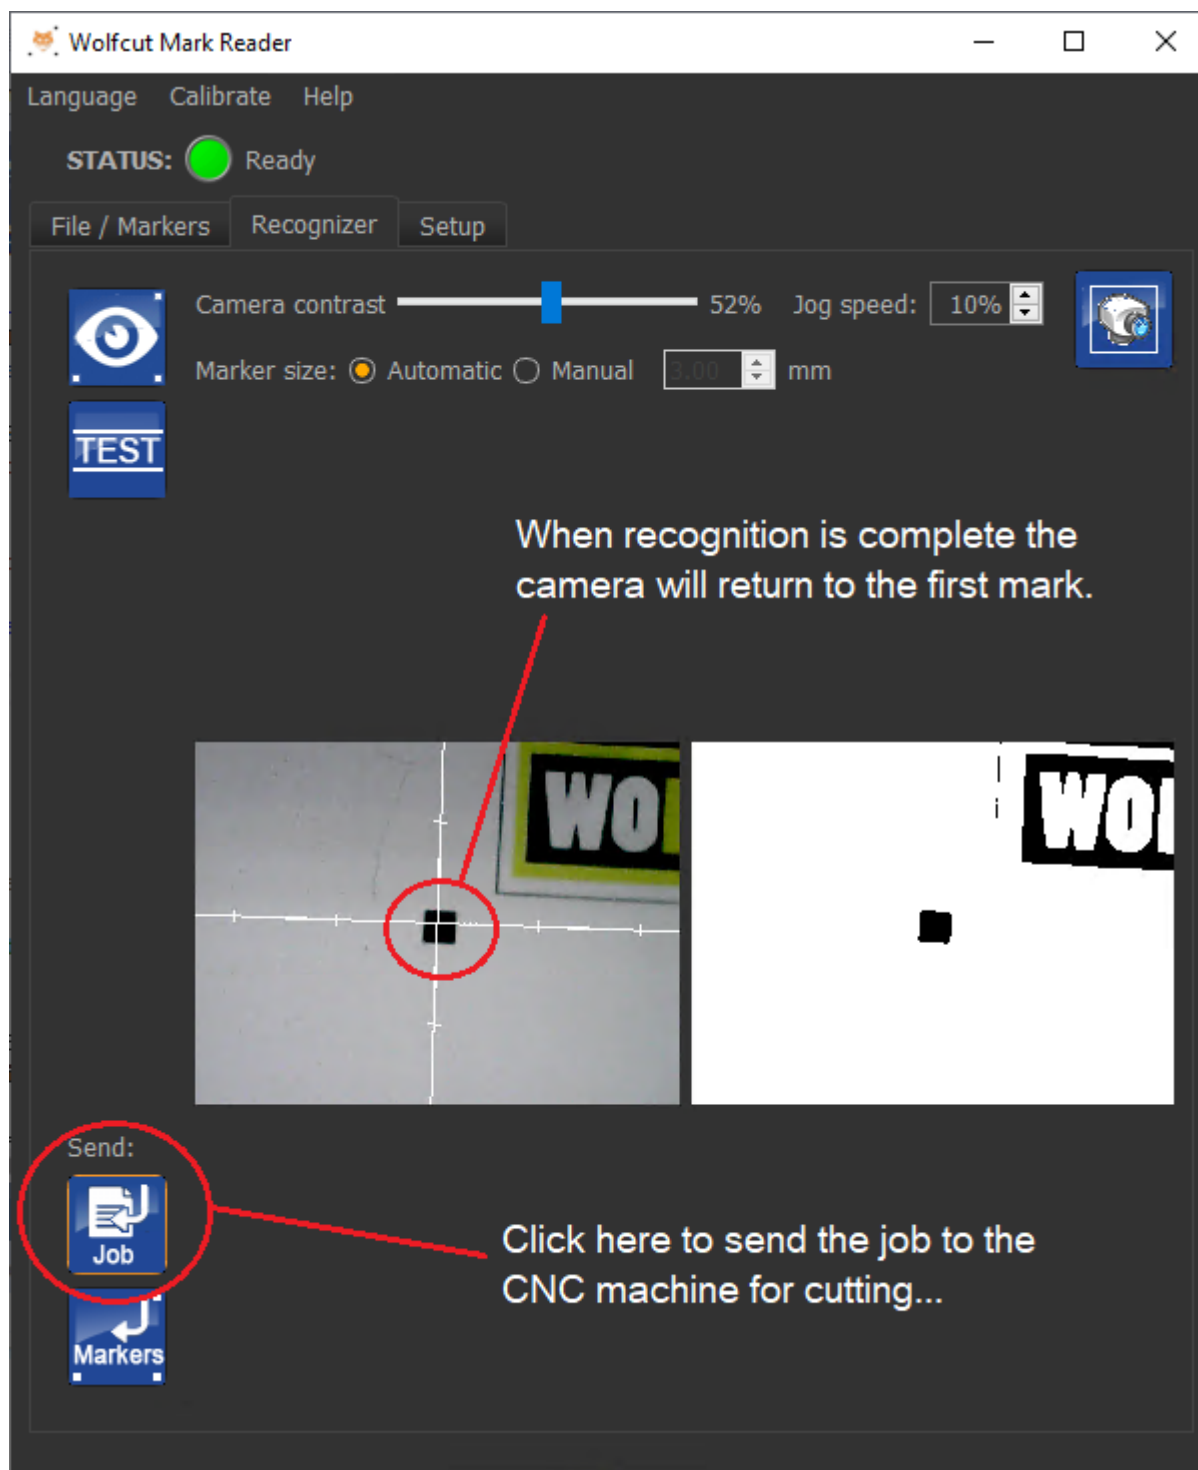 Wolfcut Mark Reader
Language Calibrate Help
STATUS: Ready
File / Markers Recognizer Setup
Camera contrast 52% Jog speed: 10%
Marker size: Automatic Manual 3.00 mm
TEST
When recognition is complete the
camera will return to the first mark.
WO
WO
Send:
Job
Click here to send the job to the
CNC machine for cutting...
Markers